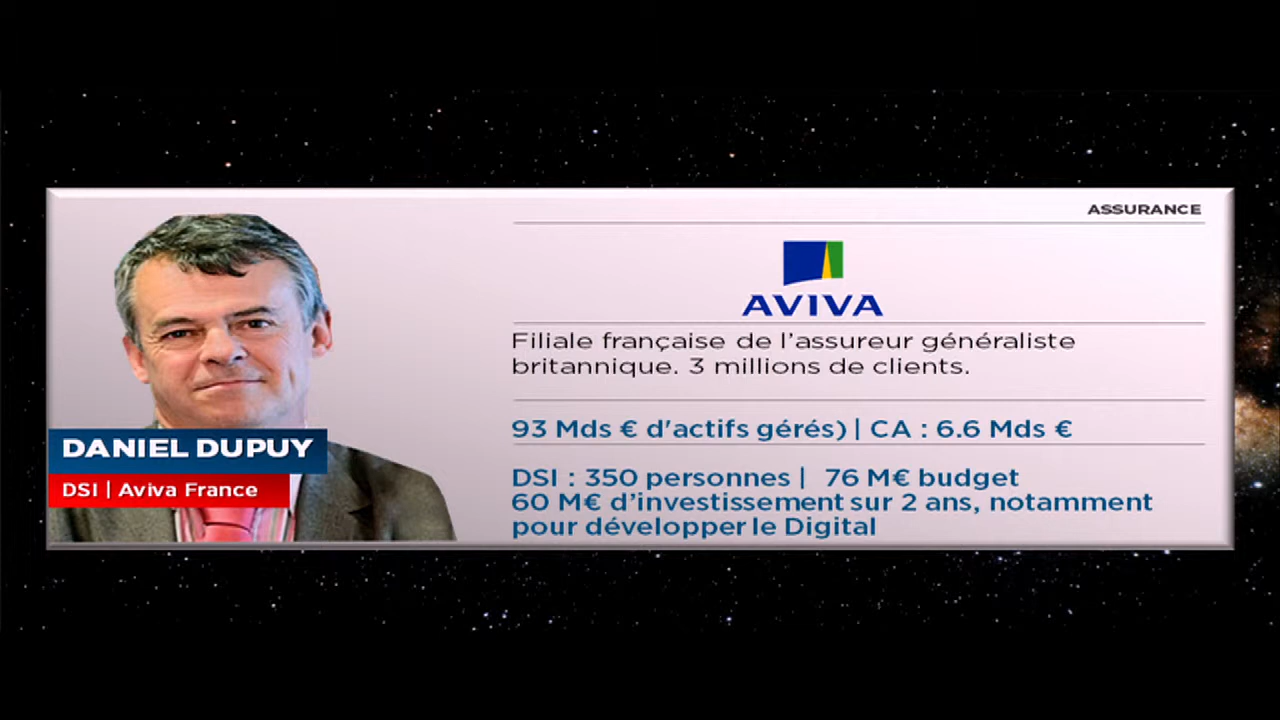 ASSURANCE
AVIVA
Filiale française de l’assureur généraliste
britannique. 3 millions de clients.
93 Mds € d'actifs gérés) | CA : 6.6 Mds €
DSI : 350 personnes | 76 M€ budget
60 M€ d’investissement sur 2 ans, notamment
pour développer le Digital
DANIEL DUPUY
DSI | Aviva France